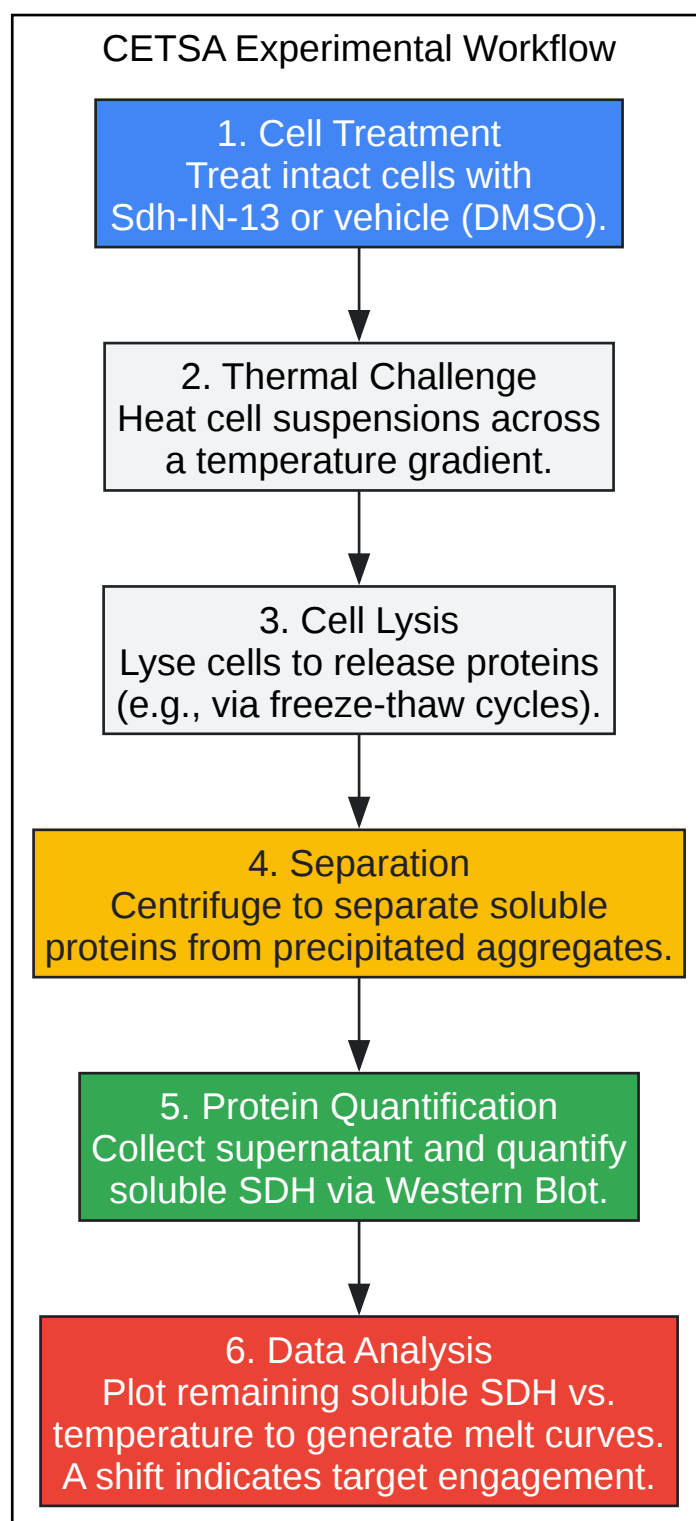 CETSA Experimental Workflow
1. Cell Treatment
Treat intact cells with
Sdh-IN-13 or vehicle (DMSO).
2. Thermal Challenge
Heat cell suspensions across
a temperature gradient.
3. Cell Lysis
Lyse cells to release proteins
(e.g., via freeze-thaw cycles).
4. Separation
Centrifuge to separate soluble
proteins from precipitated aggregates.
5. Protein Quantification
Collect supernatant and quantify
soluble SDH via Western Blot.
6. Data Analysis
Plot remaining soluble SDH vs.
temperature to generate melt curves.
A shift indicates target engagement.